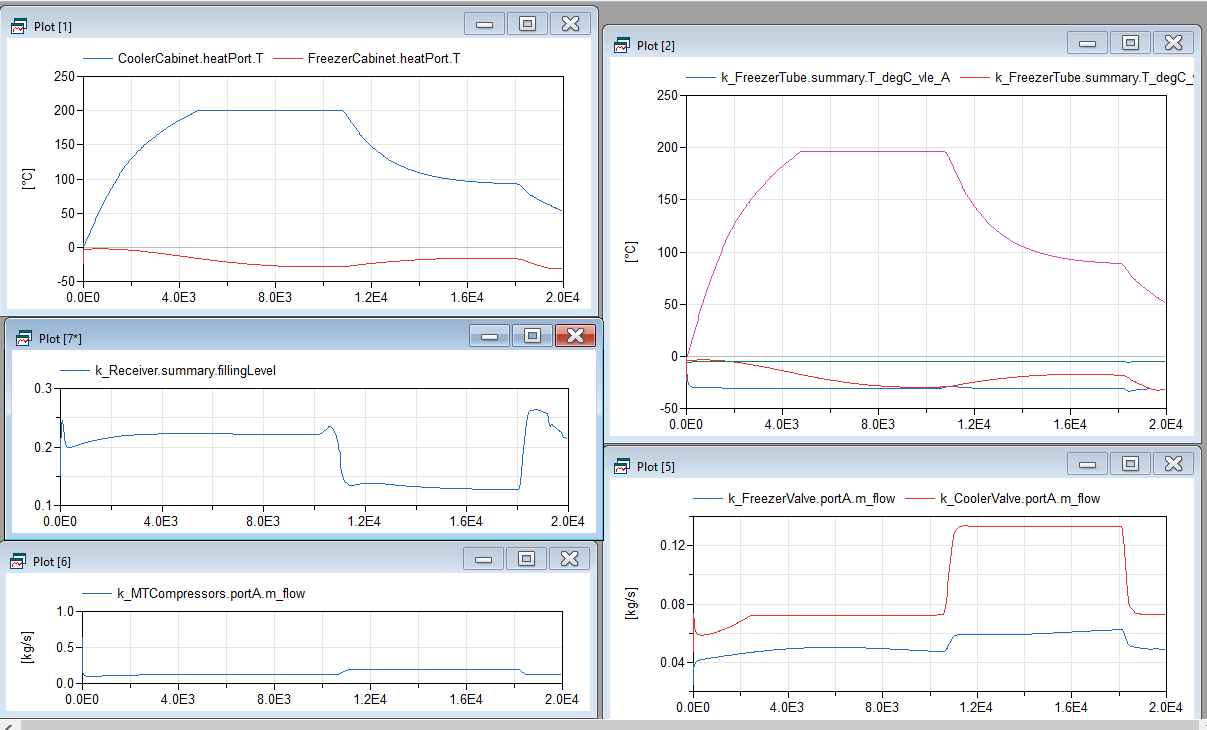 Plot [1]
CoolerCabinet.heatPort.T FreezerCabinet.heatPort.T
250
200
150
100
50
0
-50
[°C]
0.0E0 4.0E3 8.0E3 1.2E4 1.6E4 2.0E4
Plot [2]
k_FreezerTube.summary.T_degC_vle_A k_FreezerTube.summary.T_degC_
250
200
150
100
50
0
-50
[°C]
0.0E0 4.0E3 8.0E3 1.2E4 1.6E4 2.0E4
Plot [7*]
k_Receiver.summary.fillingLevel
0.3
0.2
0.1
0.0E0 4.0E3 8.0E3 1.2E4 1.6E4 2.0E4
Plot [5]
k_FreezerValve.portA.m_flow k_CoolerValve.portA.m_flow
0.12
0.08
0.04
[kg/s]
0.0E0 4.0E3 8.0E3 1.2E4 1.6E4 2.0E4
Plot [6]
k_MTCompressors.portA.m_flow
1.0
0.5
0.0
[kg/s]
0.0E0 4.0E3 8.0E3 1.2E4 1.6E4 2.0E4